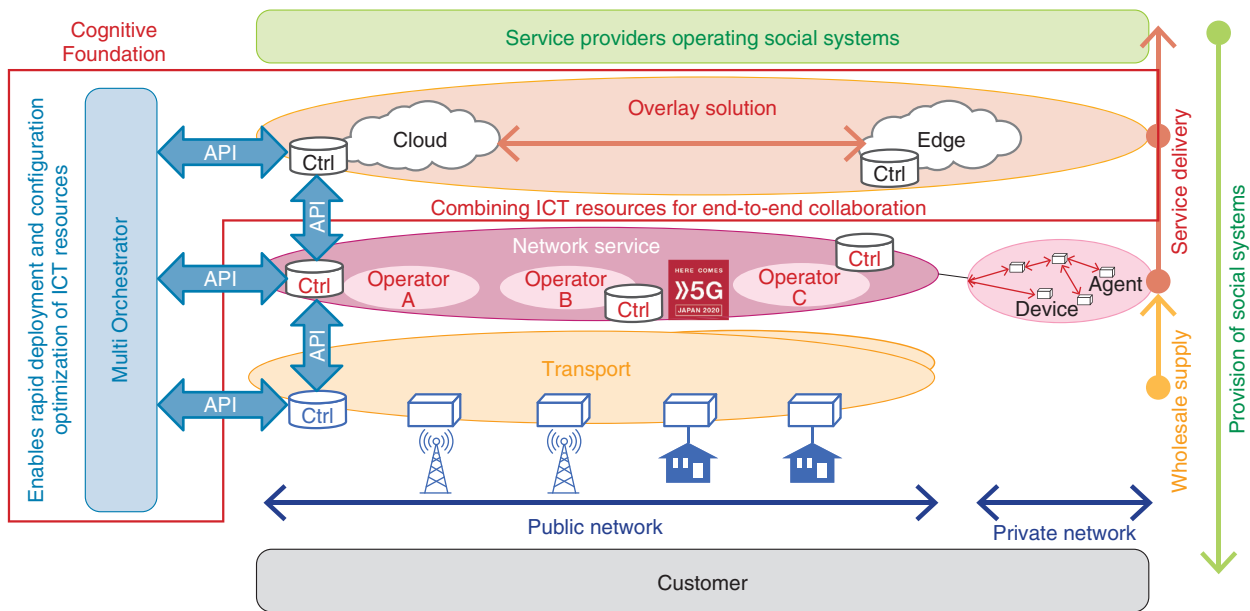 Cognitive
Foundation
Service providers operating social systems
Enables rapid deployment and configuration
optimization of ICT resources
Multi Orchestrator
API
Ctrl
Cloud
Overlay solution
Edge
Ctrl
API
Combining ICT resources for end-to-end collaboration
Network service
API
Ctrl
Operator
A
Operator
B
Ctrl
HERE COMES
»5G
JAPAN 2020
Operator
C
Ctrl
Agent
Device
API
Transport
API
Ctrl
Public network
Private network
Service delivery
Wholesale supply
Provision of social systems
Customer